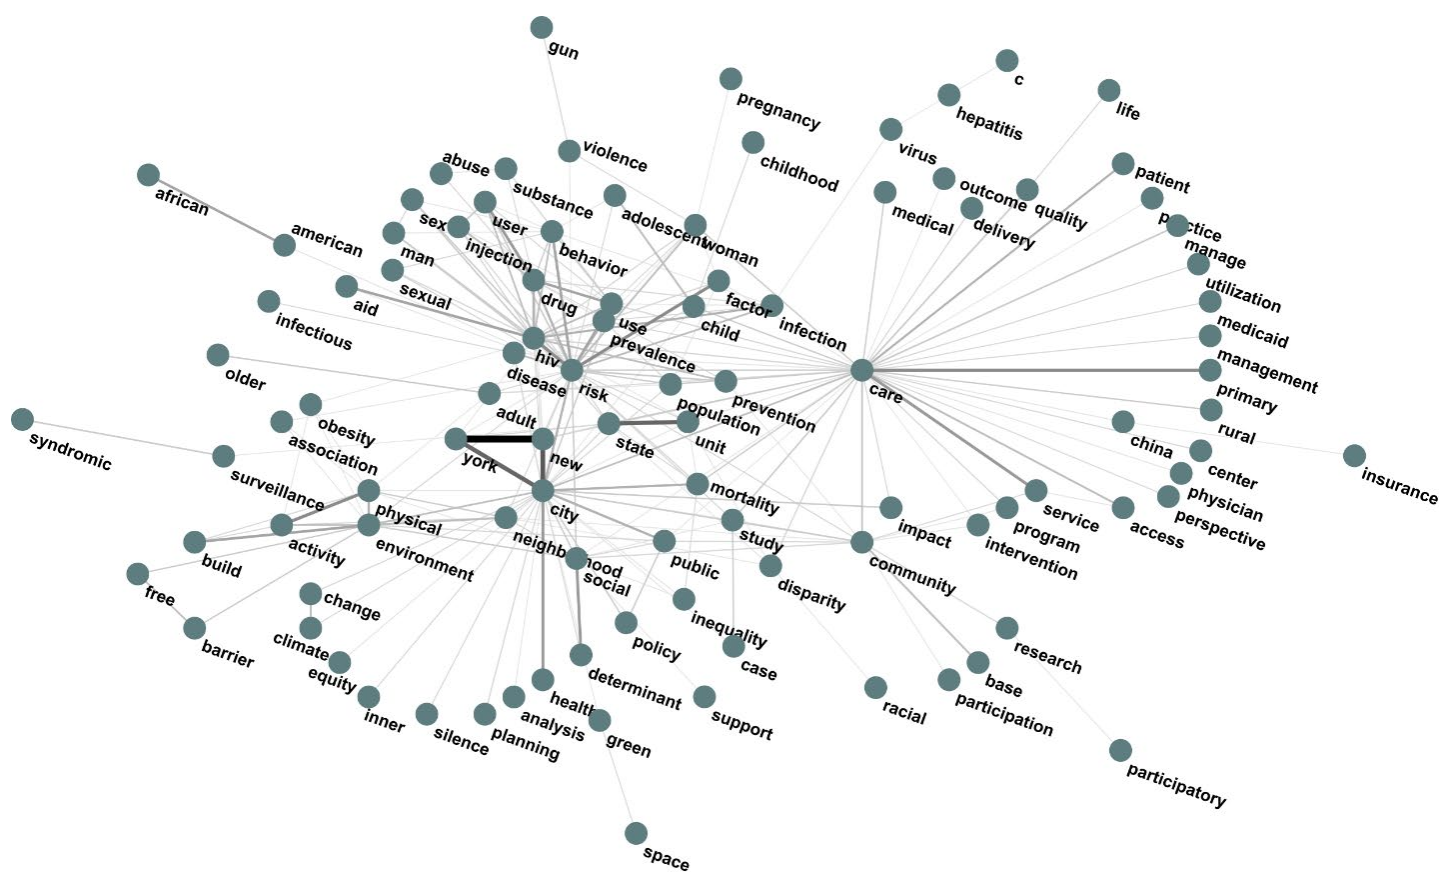 gun
c
pregnancy
hepatitis
life
violence
virus
childhood
abuse
substance
patient
african
outcome
quality
sex
user
adolescent
medical
delivery
american
injection
woman
man
behavior
manage
sexual
utilization
aid
drug
factor
infectious
use
child
infection
medicaid
prevalence
hiv
management
older
disease
risk
care
primary
adult
population
prevention
obesity
rural
syndromic
association
york
new
state
unit
china
center
insurance
surveillance
mortality
physician
physical
city
perspective
impact
program
service
access
activity
environment
study
intervention
build
social
public
community
free
disparity
change
inequality
barrier
climate
policy
case
research
equity
determinant
base
inner
health
participation
silence
planning
analysis
green
support
racial
participatory
space